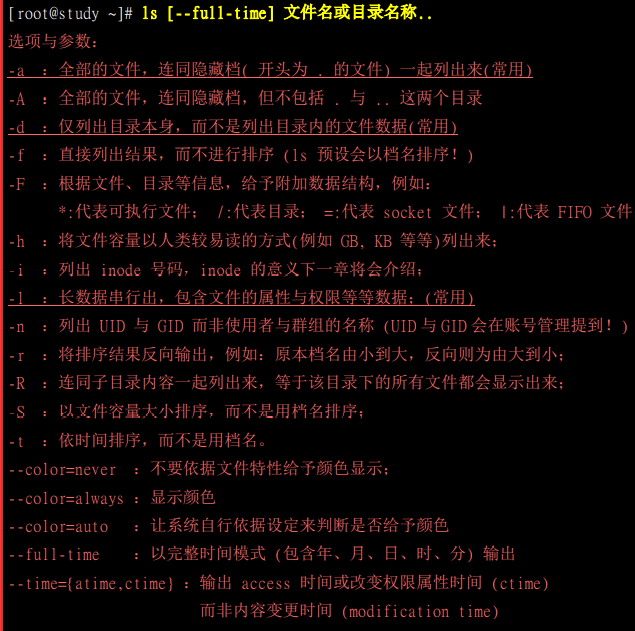 [root@study ~]# ls [--full-time] 文件名或目录名称..
选项与参数：
-a ：全部的文件，连同隐藏档( 开头为 . 的文件) 一起列出来(常用)
-A ：全部的文件，连同隐藏档，但不包括 . 与 .. 这两个目录
-d ：仅列出目录本身，而不是列出目录内的文件数据(常用)
-f ：直接列出结果，而不进行排序 (ls 预设会以档名排序！)
-F ：根据文件、目录等信息，给予附加数据结构，例如：
*:代表可执行文件； /:代表目录； =:代表 socket 文件； |:代表 FIFO 文件
-h ：将文件容量以人类较易读的方式(例如 GB, KB 等等)列出来；
-i ：列出 inode 号码，inode 的意义下一章将会介绍；
-l ：长数据串行出，包含文件的属性与权限等等数据；(常用)
-n ：列出 UID 与 GID 而非使用者与群组的名称 (UID与GID会在账号管理提到！)
-r ：将排序结果反向输出，例如：原本档名由小到大，反向则为由大到小；
-R ：连同子目录内容一起列出来，等于该目录下的所有文件都会显示出来；
-S ：以文件容量大小排序，而不是用档名排序；
-t ：依时间排序，而不是用档名。
--color=never ：不要依据文件特性给予颜色显示；
--color=always ：显示颜色
--color=auto ：让系统自行依据设定来判断是否给予颜色
--full-time ：以完整时间模式 (包含年、月、日、时、分) 输出
--time={atime,ctime} ：输出 access 时间或改变权限属性时间 (ctime)
而非内容变更时间 (modification time)